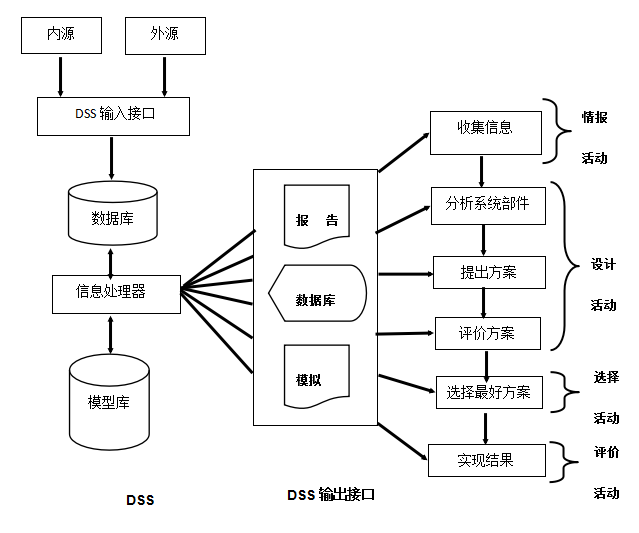 内源
外源
DSS 输入接口
数据库
信息处理器
模型库
DSS
报 告
数据库
模拟
DSS 输出接口
收集信息
分析系统部件
提出方案
评价方案
选择最好方案
实现结果
情报
活动
设计
活动
选择
活动
评价
活动